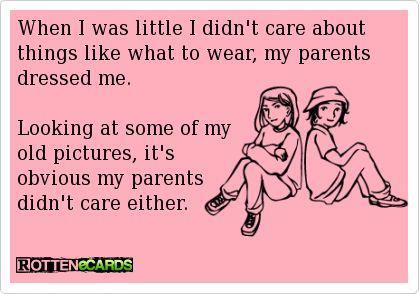 When I was little I didn't care about
things like what to wear, my parents
dressed me.
Looking at some of my
old pictures, it's
obvious my parents
didn't care either.
ROTTENeCARDS